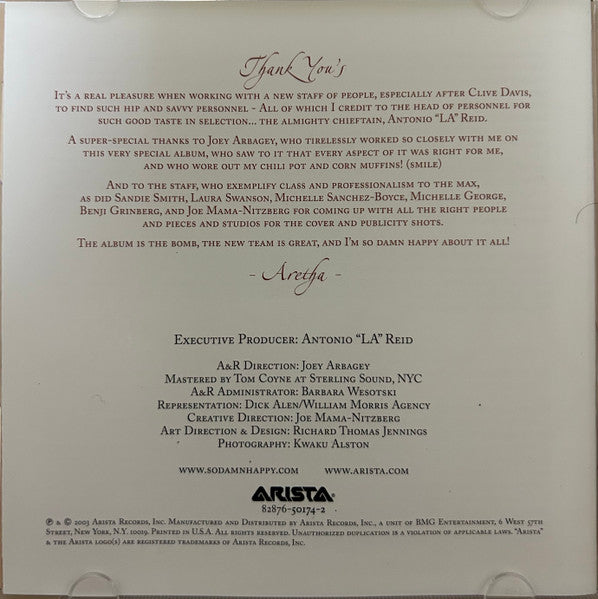 Thank You's
It's a real pleasure when working with a new staff of people, especially after Clive Davis,
to find such hip and savvy personnel - All of which I credit to the head of personnel for
such good taste in selection... the almighty chieftain, Antonio "LA" Reid.
A super-special thanks to Joey Arbagey, who tirelessly worked so closely with me on
this very special album, who saw to it that every aspect of it was right for me,
and who wore out my chili pot and corn muffins! (smile)
And to the staff, who exemplify class and professionalism to the max,
as did Sandie Smith, Laura Swanson, Michelle Sanchez-Boyce, Michelle George,
Benji Grinberg, and Joe Mama-Nitzberg for coming up with all the right people
and pieces and studios for the cover and publicity shots.
The album is the bomb, the new team is great, and I'm so damn happy about it all!
- Aretha -
Executive Producer: Antonio "LA" Reid
A&R Direction: Joey Arbagey
Mastered by Tom Coyne at Sterling Sound, NYC
A&R Administrator: Barbara Wesotski
Representation: Dick Alen/William Morris Agency
Creative Direction: Joe Mama-Nitzberg
Art Direction & Design: Richard Thomas Jennings
Photography: Kwaku Alston
www.sodamnhappy.com www.arista.com
ARISTA®
82876-50174-2
℗ & © 2003 Arista Records, Inc. Manufactured and Distributed by Arista Records, Inc., a unit of BMG Entertainment, 6 West 57th
Street, New York, N.Y. 10019. Printed in U.S.A. All rights reserved. Unauthorized duplication is a violation of applicable laws. "Arista"
& the Arista logo(s) are registered trademarks of Arista Records, Inc.